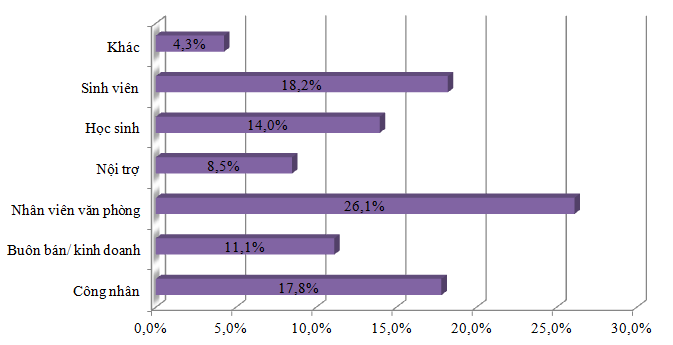 Khác
4,3%
Sinh viên
18,2%
Học sinh
14,0%
Nội trợ
8,5%
Nhân viên văn phòng
26,1%
Buôn bán/ kinh doanh
11,1%
Công nhân
17,8%
0,0% 5,0% 10,0% 15,0% 20,0% 25,0% 30,0%